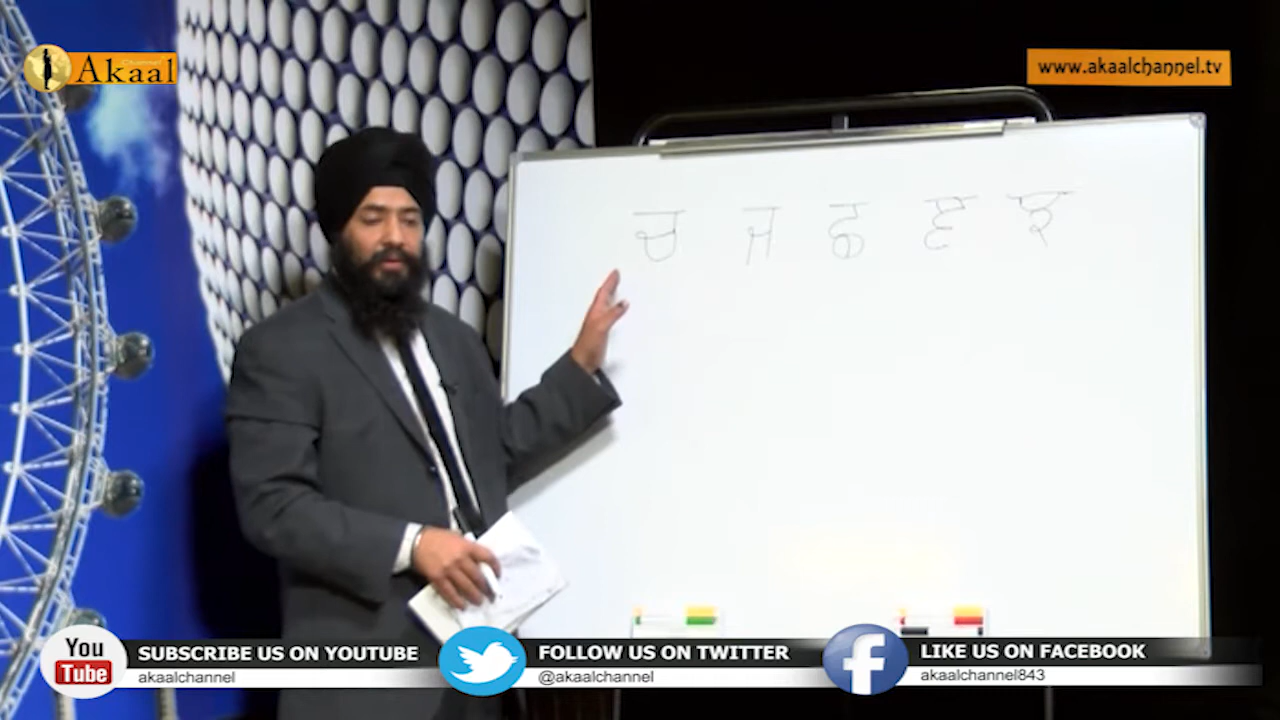 Channel
Akaal
www.akaalchannel.tv
ਚ ਜ ਛ ਞ ਝ
You Tube
SUBSCRIBE US ON YOUTUBE
akaalchannel
FOLLOW US ON TWITTER
@akaalchannel
f
LIKE US ON FACEBOOK
akaalchannel843